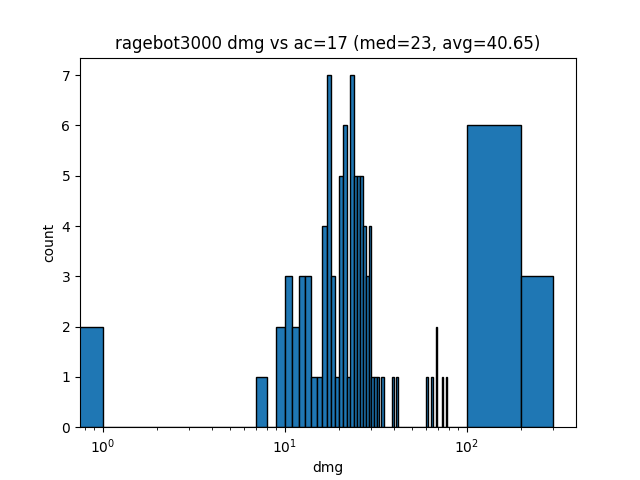 ragebot3000 dmg vs ac=17 (med=23, avg=40.65)
7
6
5
4
3
2
1
0
count
10⁰ 10¹ 10²
dmg